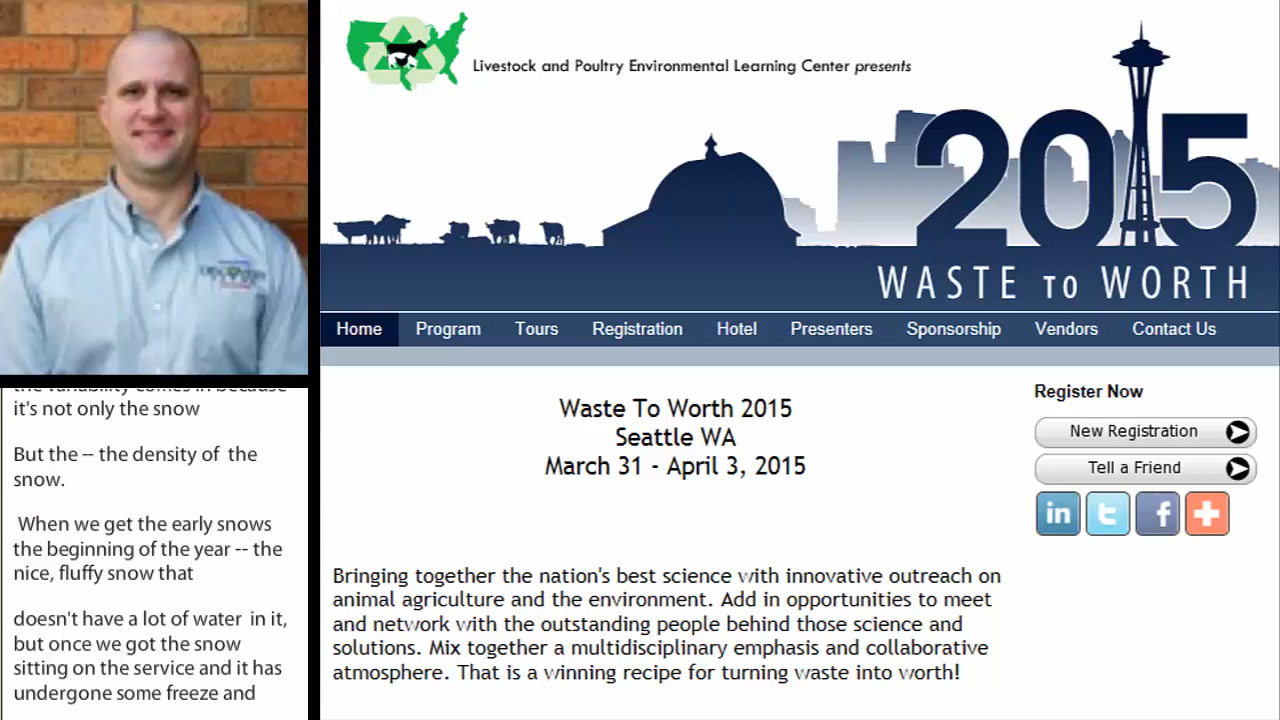 the variability comes in because
it's not only the snow
But the -- the density of the
snow.
When we get the early snows
the beginning of the year -- the
nice, fluffy snow that
doesn't have a lot of water in it,
but once we got the snow
sitting on the service and it has
undergone some freeze and
Livestock and Poultry Environmental Learning Center presents
2015
WASTE TO WORTH
Home Program Tours Registration Hotel Presenters Sponsorship Vendors Contact Us
Waste To Worth 2015
Seattle WA
March 31 - April 3, 2015
Bringing together the nation's best science with innovative outreach on
animal agriculture and the environment. Add in opportunities to meet
and network with the outstanding people behind those science and
solutions. Mix together a multidisciplinary emphasis and collaborative
atmosphere. That is a winning recipe for turning waste into worth!
Register Now
New Registration
Tell a Friend
in t f